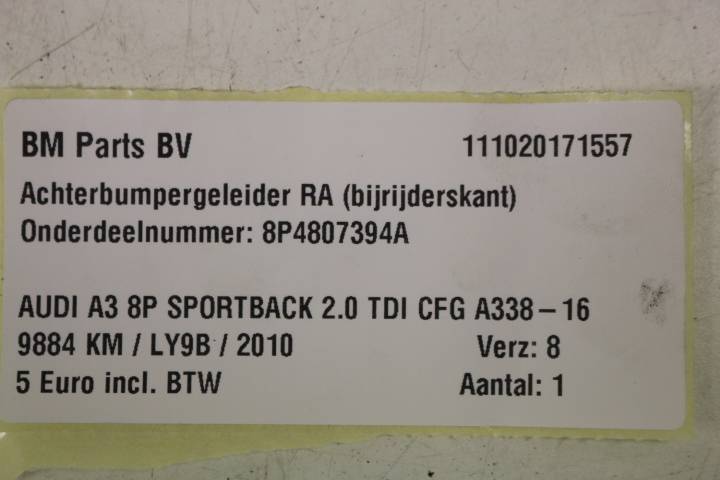 BM Parts BV 111020171557
Achterbumpergeleider RA (bijrijderskant)
Onderdeelnummer: 8P4807394A
AUDI A3 8P SPORTBACK 2.0 TDI CFG A338 – 16
9884 KM / LY9B / 2010 Verz: 8
5 Euro incl. BTW Aantal: 1